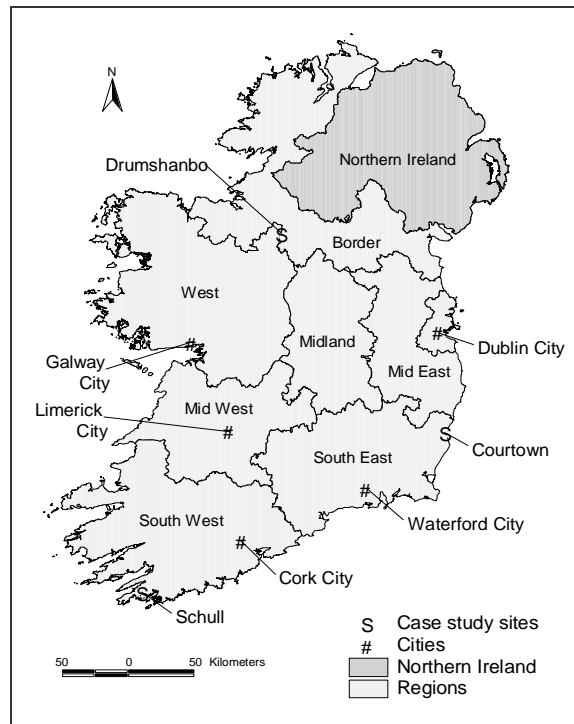 N
Northern Ireland
Drumshanbo
S
Border
West
Midland
#
#
Dublin City
Galway
City
Mid East
Mid West
Limerick
City
#
S
Courtown
South East
#
Waterford City
South West
#
Cork City
S
Schull
S Case study sites
# Cities
Northern Ireland
Regions
50 0 50 Kilometers